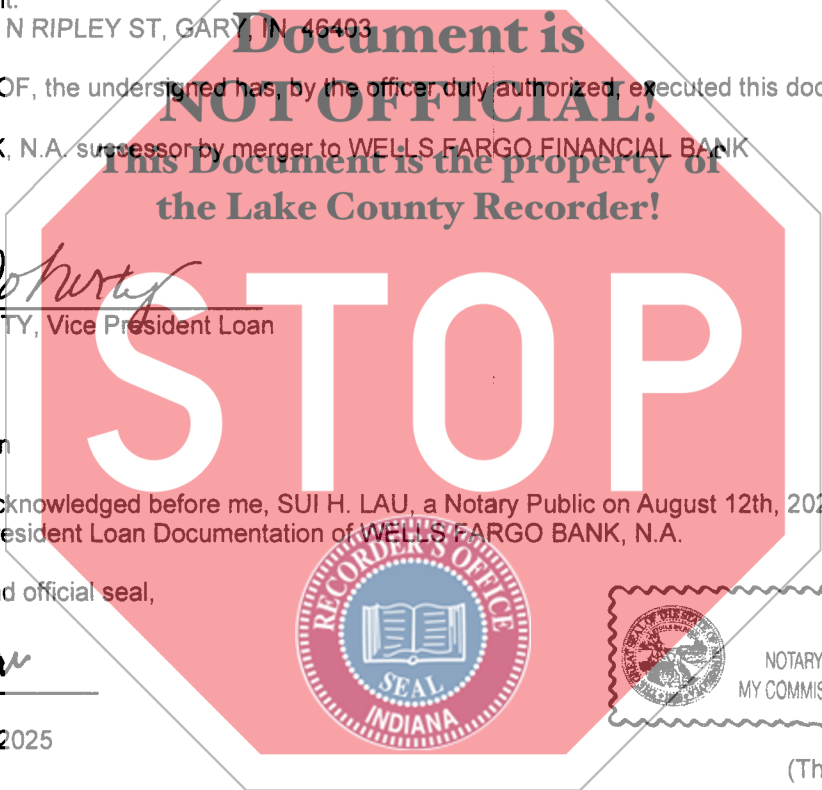 t.
N RIPLEY ST, GARY, IN 46403
Document is
OF, the undersigned has, by the officer duly authorized, executed this doc
NOT OFFICIAL!
K, N.A. successor by merger to WELLS FARGO FINANCIAL BANK
This Document is the property of
the Lake County Recorder!
TY, Vice President Loan
STOP
n
cknowledged before me, SUI H. LAU, a Notary Public on August 12th, 202
esident Loan Documentation of WELLS FARGO BANK, N.A.
d official seal,
RECORDER'S OFFICE
SEAL
INDIANA
NOTARY
MY COMMIS
2025
(Th